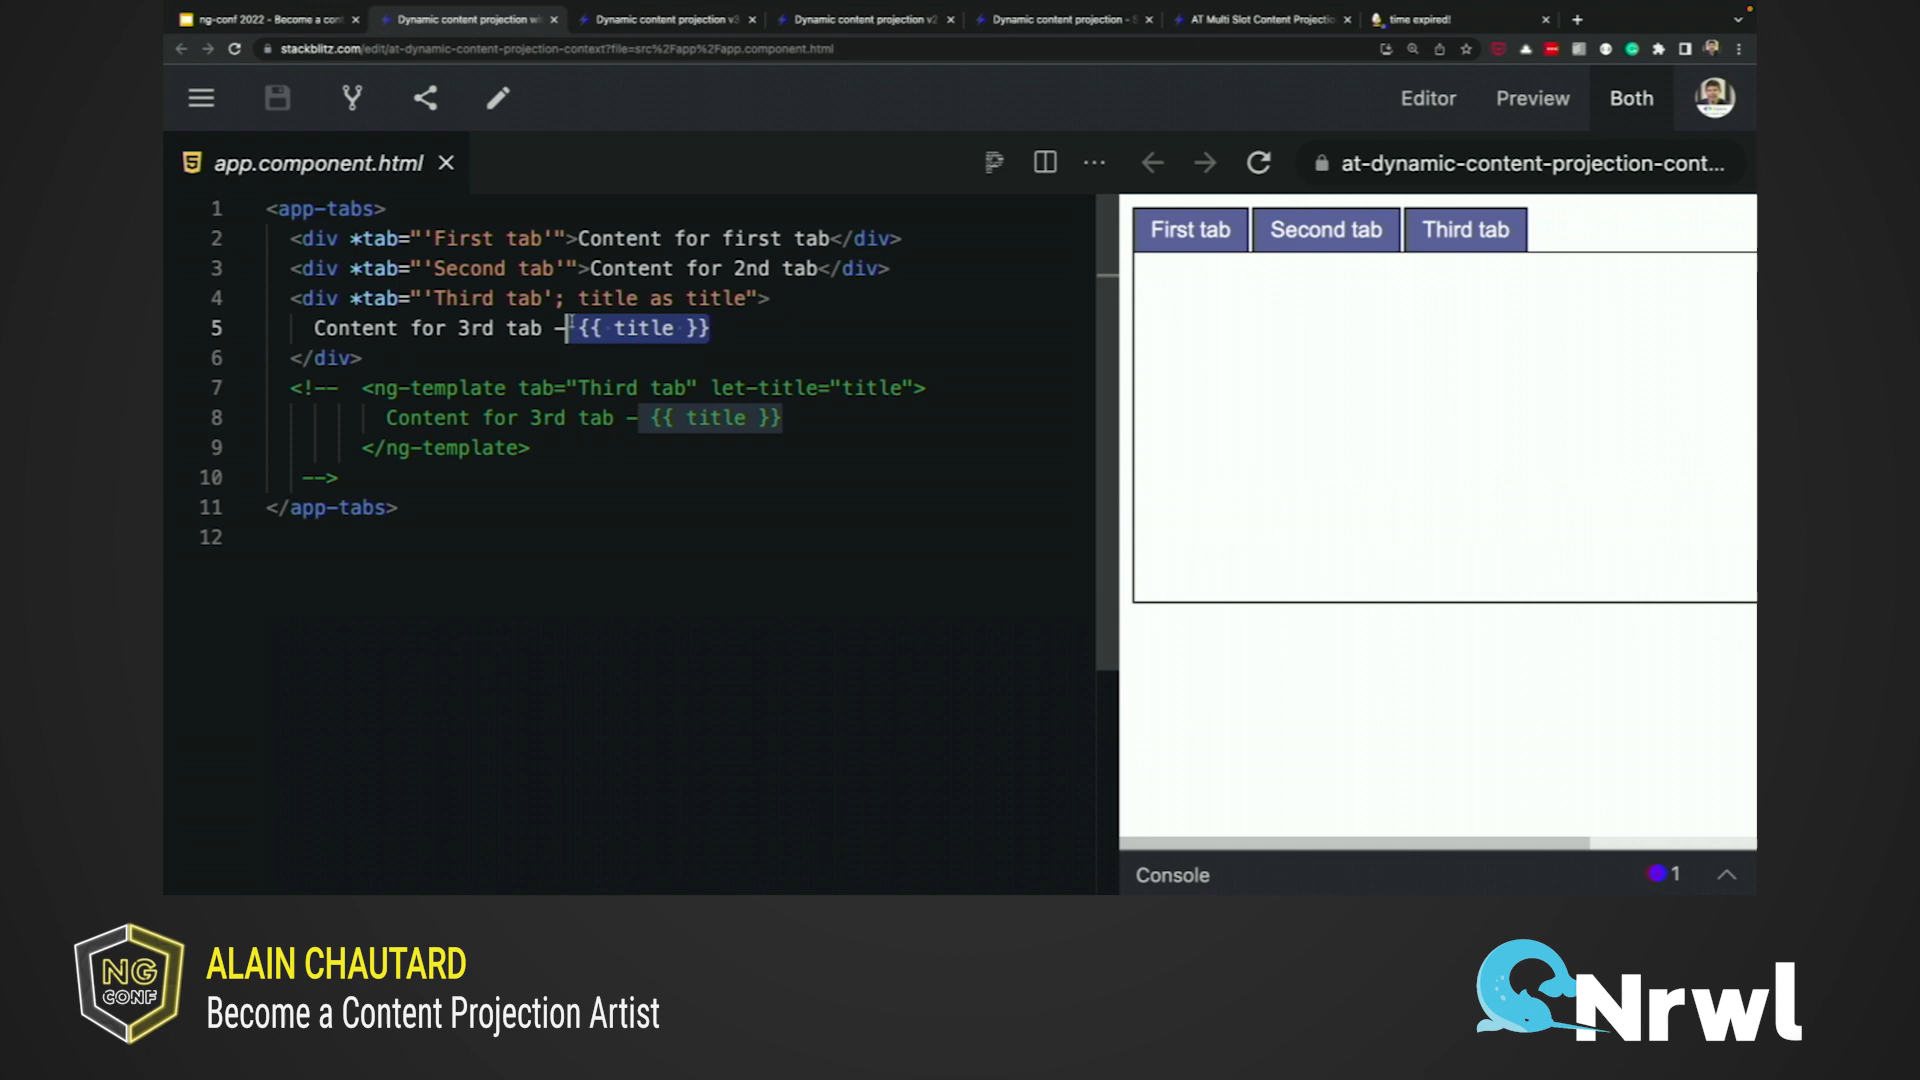 ng-conf 2022 - Become a cont
Dynamic content projection wi
Dynamic content projection v3
Dynamic content projection v2
Dynamic content projection - S
AT Multi Slot Content Projectio
time expired!
stackblitz.com/edit/at-dynamic-content-projection-context?file=src%2Fapp%2Fapp.component.html
Editor
Preview
Both
app.component.html
at-dynamic-content-projection-cont...
1 <app-tabs>
2 <div *tab="'First tab'">Content for first tab</div>
3 <div *tab="'Second tab'">Content for 2nd tab</div>
4 <div *tab="'Third tab'; title as title">
5 Content for 3rd tab - {{ title }}
6 </div>
7 <!-- <ng-template tab="Third tab" let-title="title">
8 Content for 3rd tab - {{ title }}
9 </ng-template>
10 -->
11 </app-tabs>
12
First tab
Second tab
Third tab
Console
1
NG
CONF
ALAIN CHAUTARD
Become a Content Projection Artist
Nrwl